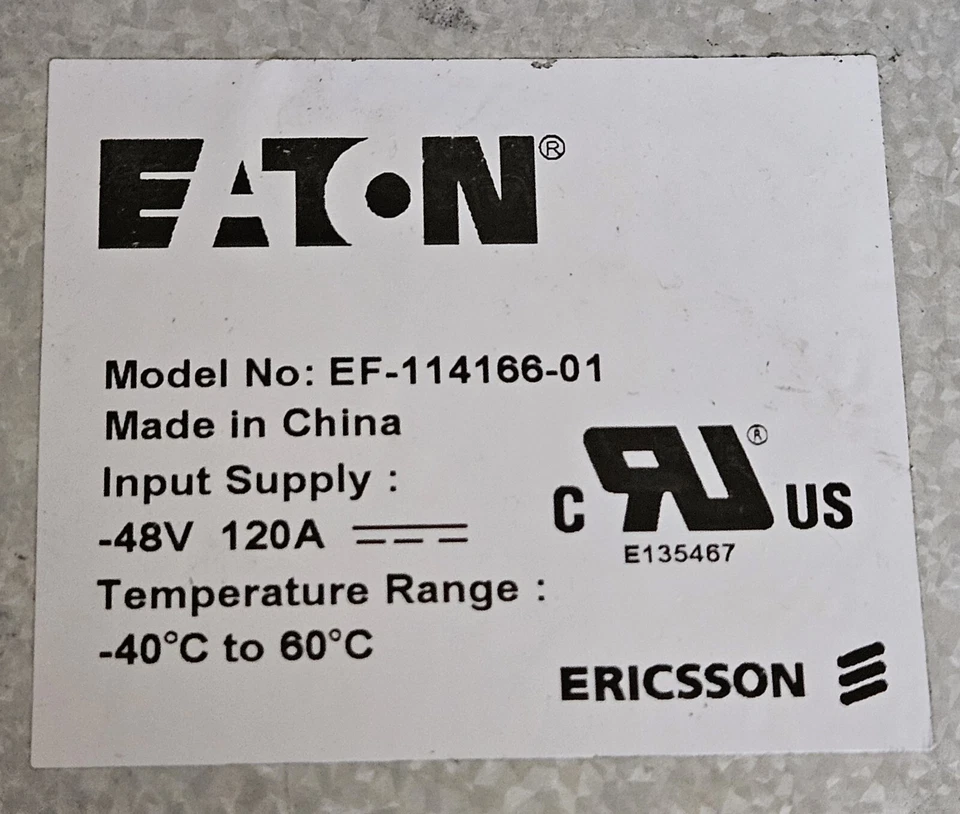 EATON®
Model No: EF-114166-01
Made in China
Input Supply :
-48V 120A
Temperature Range :
-40°C to 60°C
C RU® US
E135467
ERICSSON